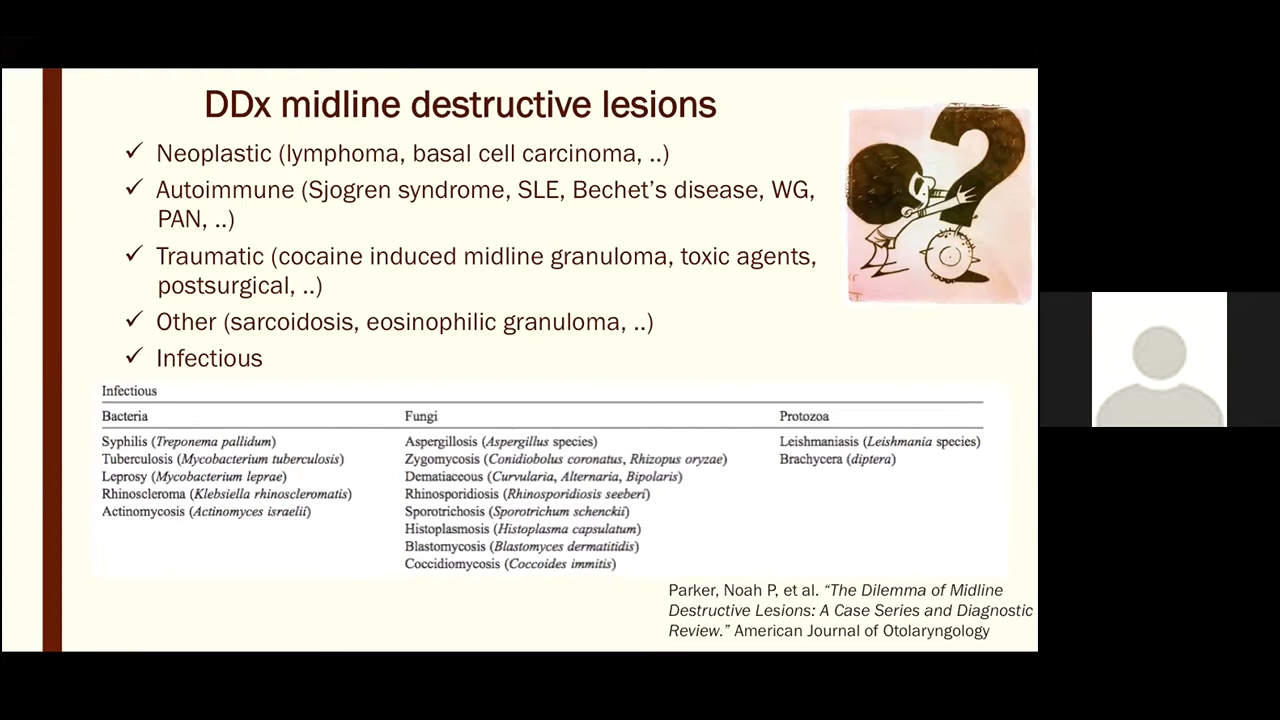 DDx midline destructive lesions
✓ Neoplastic (lymphoma, basal cell carcinoma, ..)
✓ Autoimmune (Sjogren syndrome, SLE, Bechet's disease, WG,
PAN, ..)
✓ Traumatic (cocaine induced midline granuloma, toxic agents,
postsurgical, ..)
✓ Other (sarcoidosis, eosinophilic granuloma, ..)
✓ Infectious
Infectious
Bacteria Fungi Protozoa
Syphilis (Treponema pallidum) Aspergillosis (Aspergillus species) Leishmaniasis (Leishmania species)
Tuberculosis (Mycobacterium tuberculosis) Zygomycosis (Conidiobolus coronatus, Rhizopus oryzae) Brachycera (diptera)
Leprosy (Mycobacterium leprae) Dematiaceous (Curvularia, Alternaria, Bipolaris)
Rhinoscleroma (Klebsiella rhinoscleromatis) Rhinosporidiosis (Rhinosporidiosis seeberi)
Actinomycosis (Actinomyces israelii) Sporotrichosis (Sporotrichum schenckii)
Histoplasmosis (Histoplasma capsulatum)
Blastomycosis (Blastomyces dermatitidis)
Coccidiomycosis (Coccoides immitis)
Parker, Noah P, et al. “The Dilemma of Midline
Destructive Lesions: A Case Series and Diagnostic
Review.” American Journal of Otolaryngology